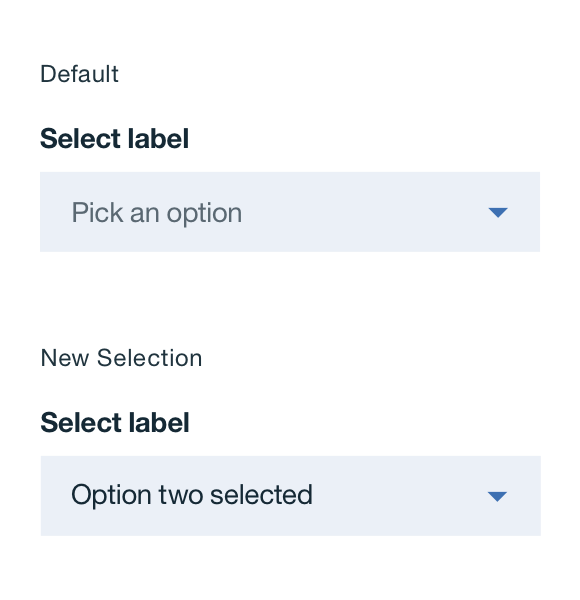 Default
Select label
Pick an option
New Selection
Select label
Option two selected